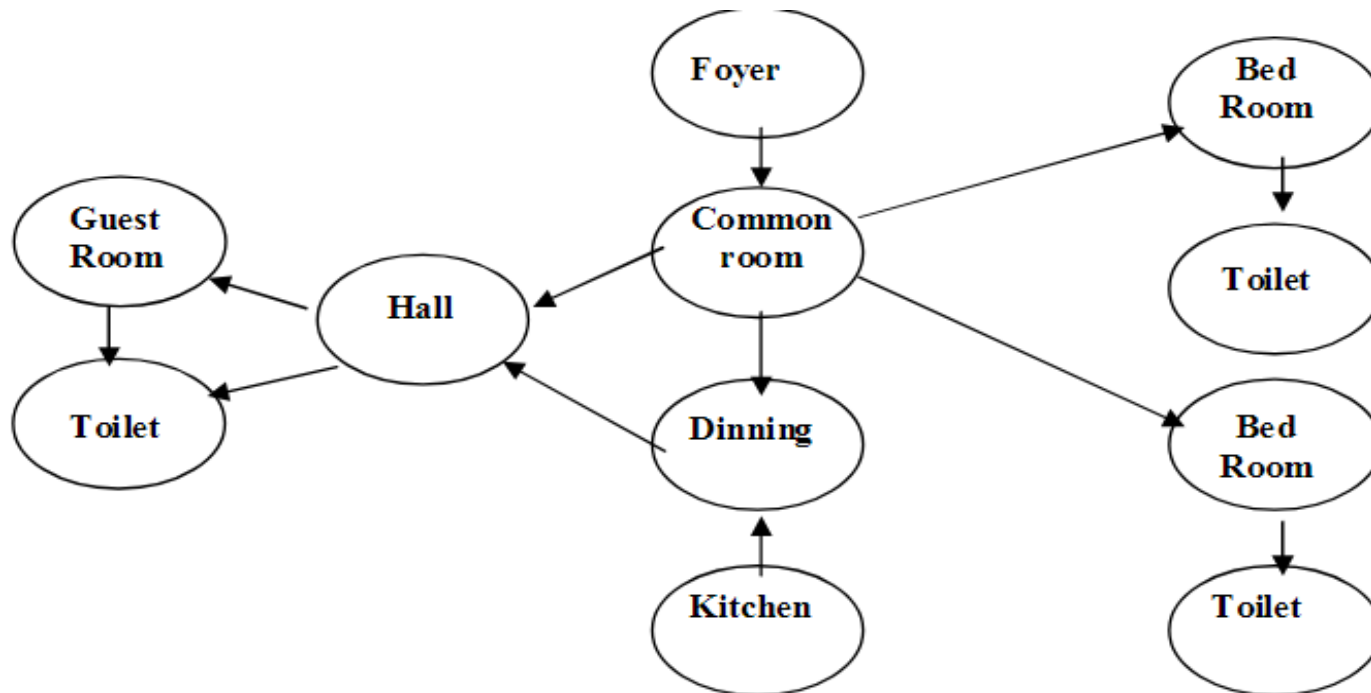 Foyer
Bed
Room
Guest
Room
Common
room
Hall
Toilet
Toilet
Dinning
Bed
Room
Kitchen
Toilet